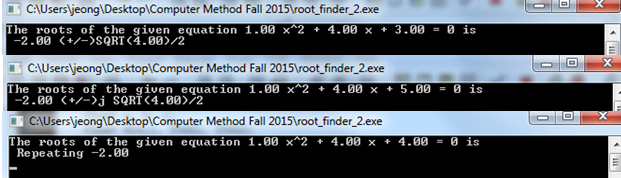 C:\Users\jeong\Desktop\Computer Method Fall 2015\root_finder_2.exe
The roots of the given equation 1.00 x^2 + 4.00 x + 3.00 = 0 is
-2.00 (+/-)SQRT(4.00)/2
C:\Users\jeong\Desktop\Computer Method Fall 2015\root_finder_2.exe
The roots of the given equation 1.00 x^2 + 4.00 x + 5.00 = 0 is
-2.00 (+/-)j SQRT(4.00)/2
C:\Users\jeong\Desktop\Computer Method Fall 2015\root_finder_2.exe
The roots of the given equation 1.00 x^2 + 4.00 x + 4.00 = 0 is
Repeating -2.00